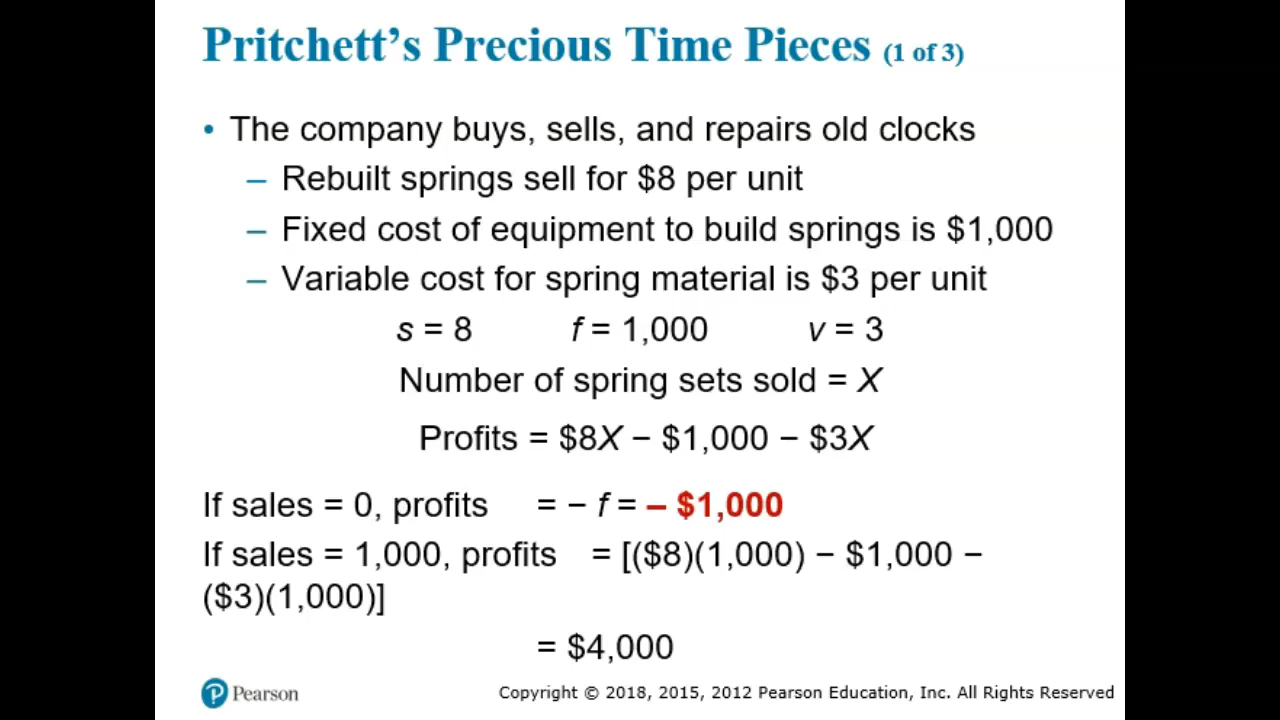 Pritchett's Precious Time Pieces (1 of 3)
• The company buys, sells, and repairs old clocks
– Rebuilt springs sell for $8 per unit
– Fixed cost of equipment to build springs is $1,000
– Variable cost for spring material is $3 per unit
s = 8 f = 1,000 v = 3
Number of spring sets sold = X
Profits = $8X − $1,000 − $3X
If sales = 0, profits = − f = – $1,000
If sales = 1,000, profits = [($8)(1,000) − $1,000 −
($3)(1,000)]
= $4,000
P Pearson
Copyright © 2018, 2015, 2012 Pearson Education, Inc. All Rights Reserved